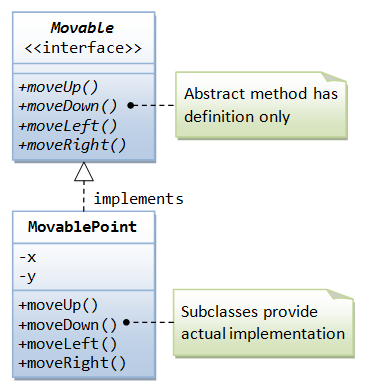 Movable
<<interface>>
+moveUp()
+moveDown()
+moveLeft()
+moveRight()
Abstract method has
definition only
implements
MovablePoint
-x
-y
+moveUp()
+moveDown()
+moveLeft()
+moveRight()
Subclasses provide
actual implementation